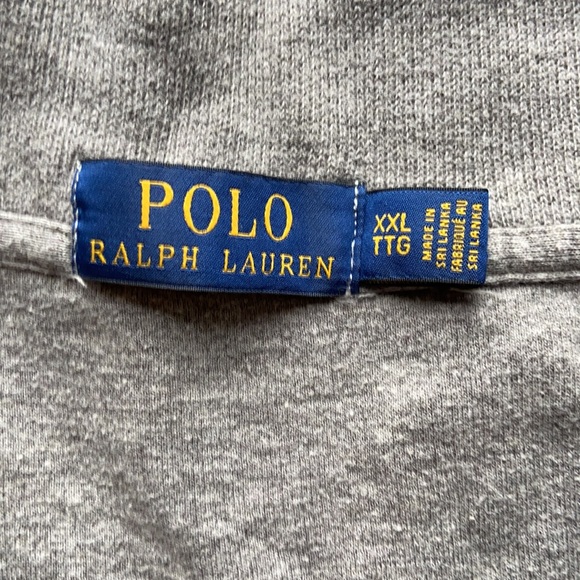 POLO
RALPH LAUREN
XXL
TTG
MADE IN
SRI LANKA
FABRIQUÉ AU
SRI LANKA